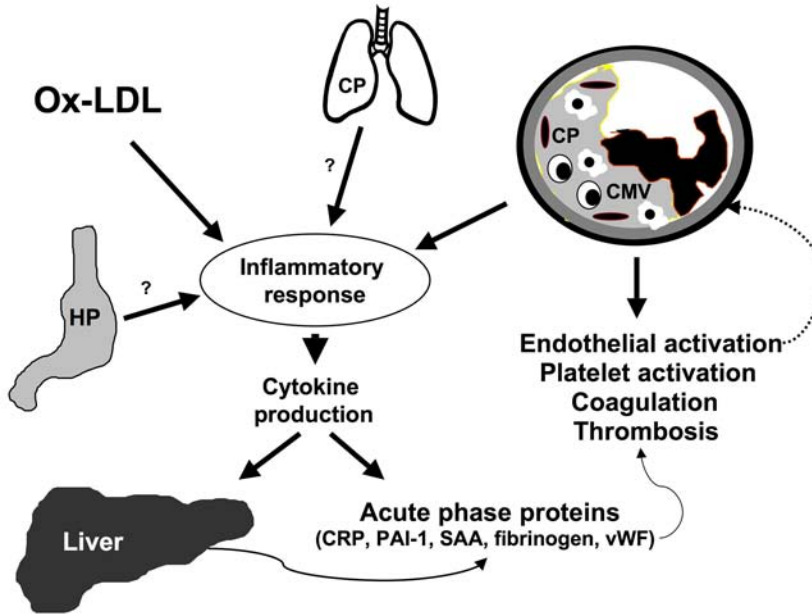 CP
Ox-LDL
?
CP
CMV
Inflammatory
response
HP
?
Endothelial activation
Platelet activation
Coagulation
Thrombosis
Cytokine
production
Acute phase proteins
(CRP, PAI-1, SAA, fibrinogen, vWF)
Liver